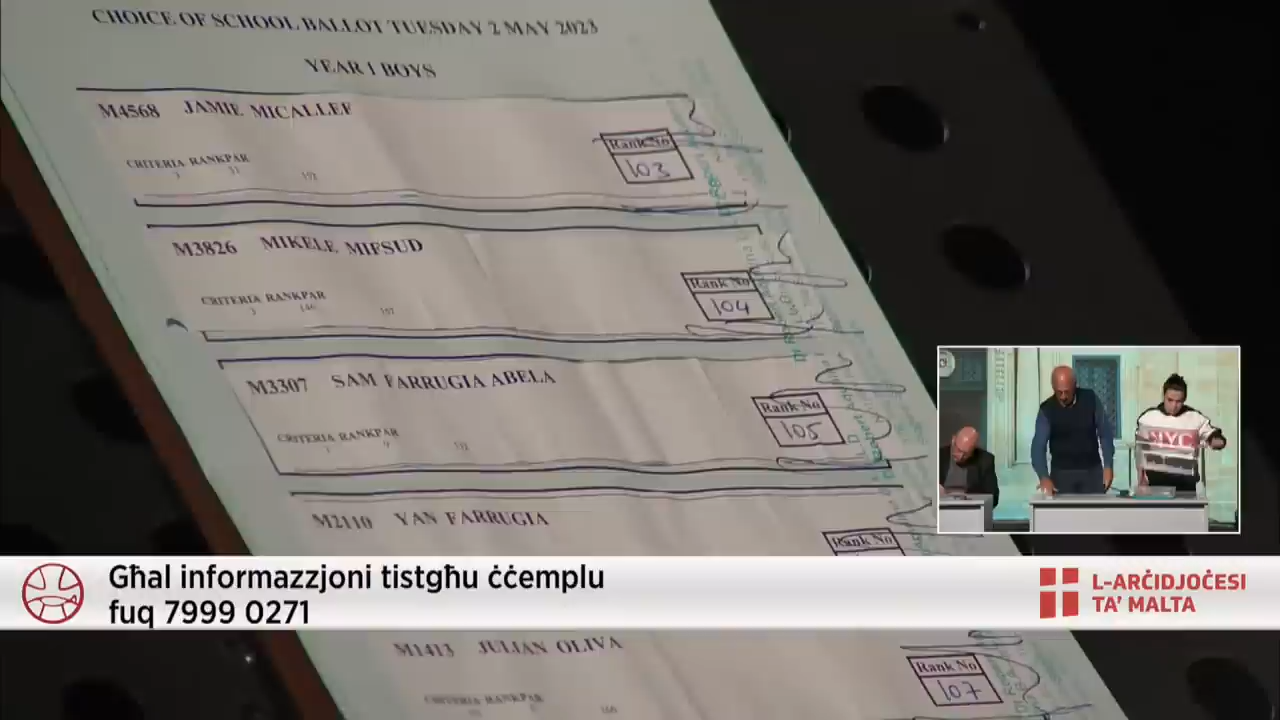 CHOICE OF SCHOOL BALLOT TUESDAY 2 MAY 2023
YEAR 1 BOYS
M4568 JAMIE MICALLEF
Rank No
103
CRITERIA RANKPAR
M3826 MIKELE MIFSUD
Rank No
104
CRITERIA RANKPAR
M3307 SAM FARRUGIA ABELA
Rank No
105
CRITERIA RANKPAR
M2110 YAN FARRUGIA
Rank No
Għal informazzjoni tistgħu ċċemplu
fuq 7999 0271
L-ARĊIDJOĊESI
TA' MALTA
M1413 JULIAN OLIVA
Rank No
107
CRITERIA RANKPAR